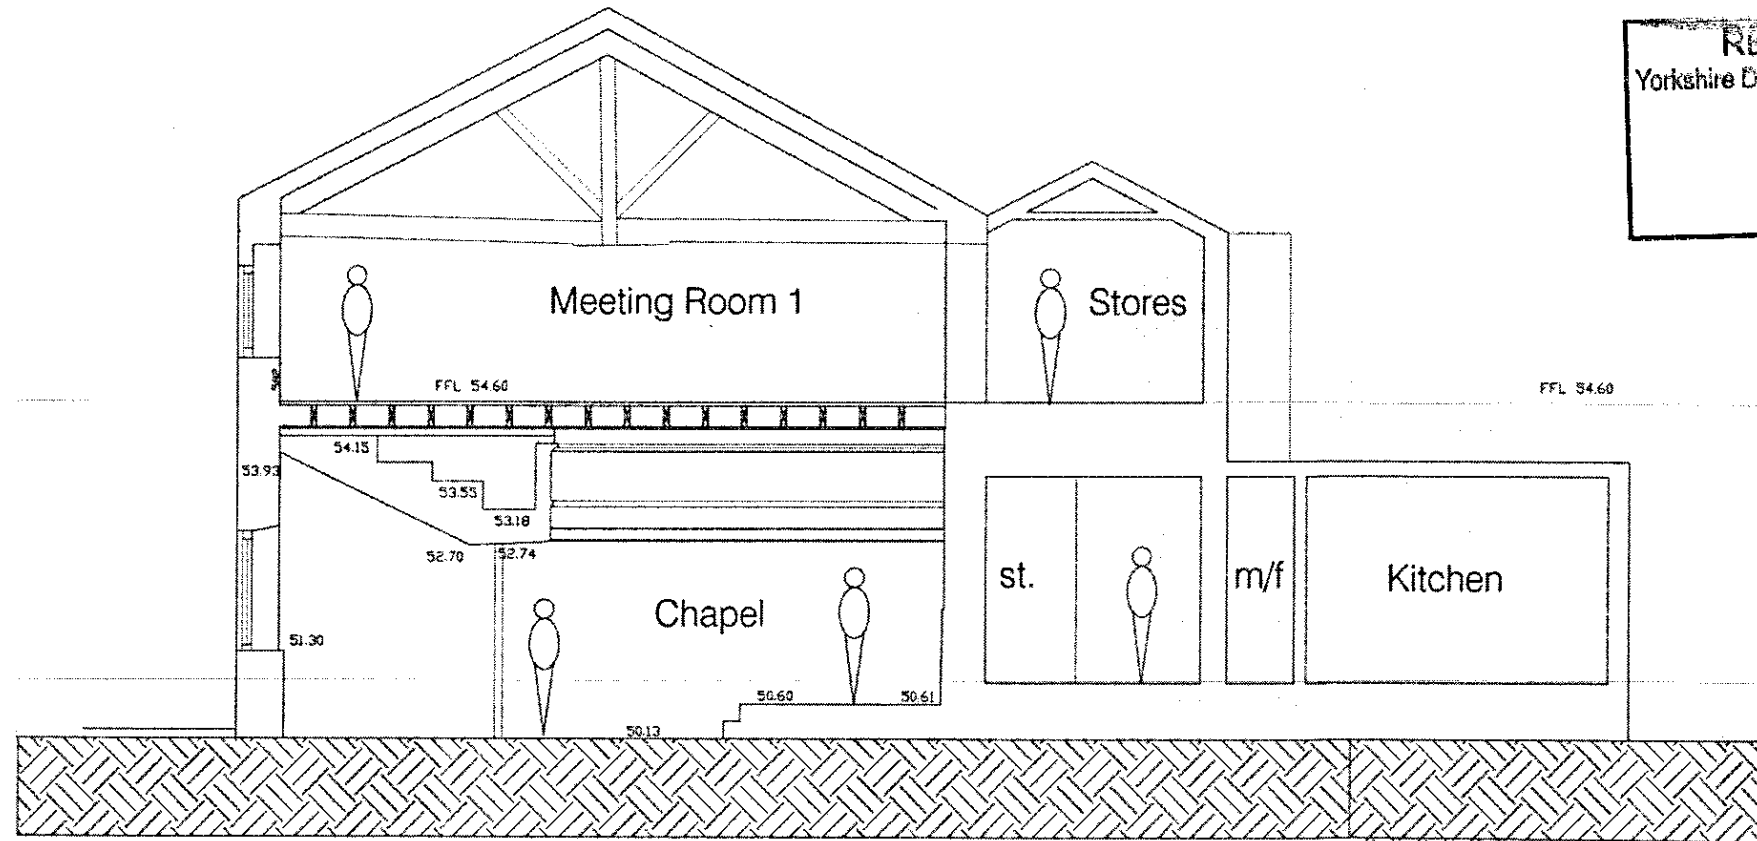 Yorkshire D
Meeting Room 1
Stores
FFL 54.60
FFL 54.60
54.15
53.93
53.55
53.18
52.70
52.74
st.
m/f
Kitchen
Chapel
51.30
50.60
50.61
50.13